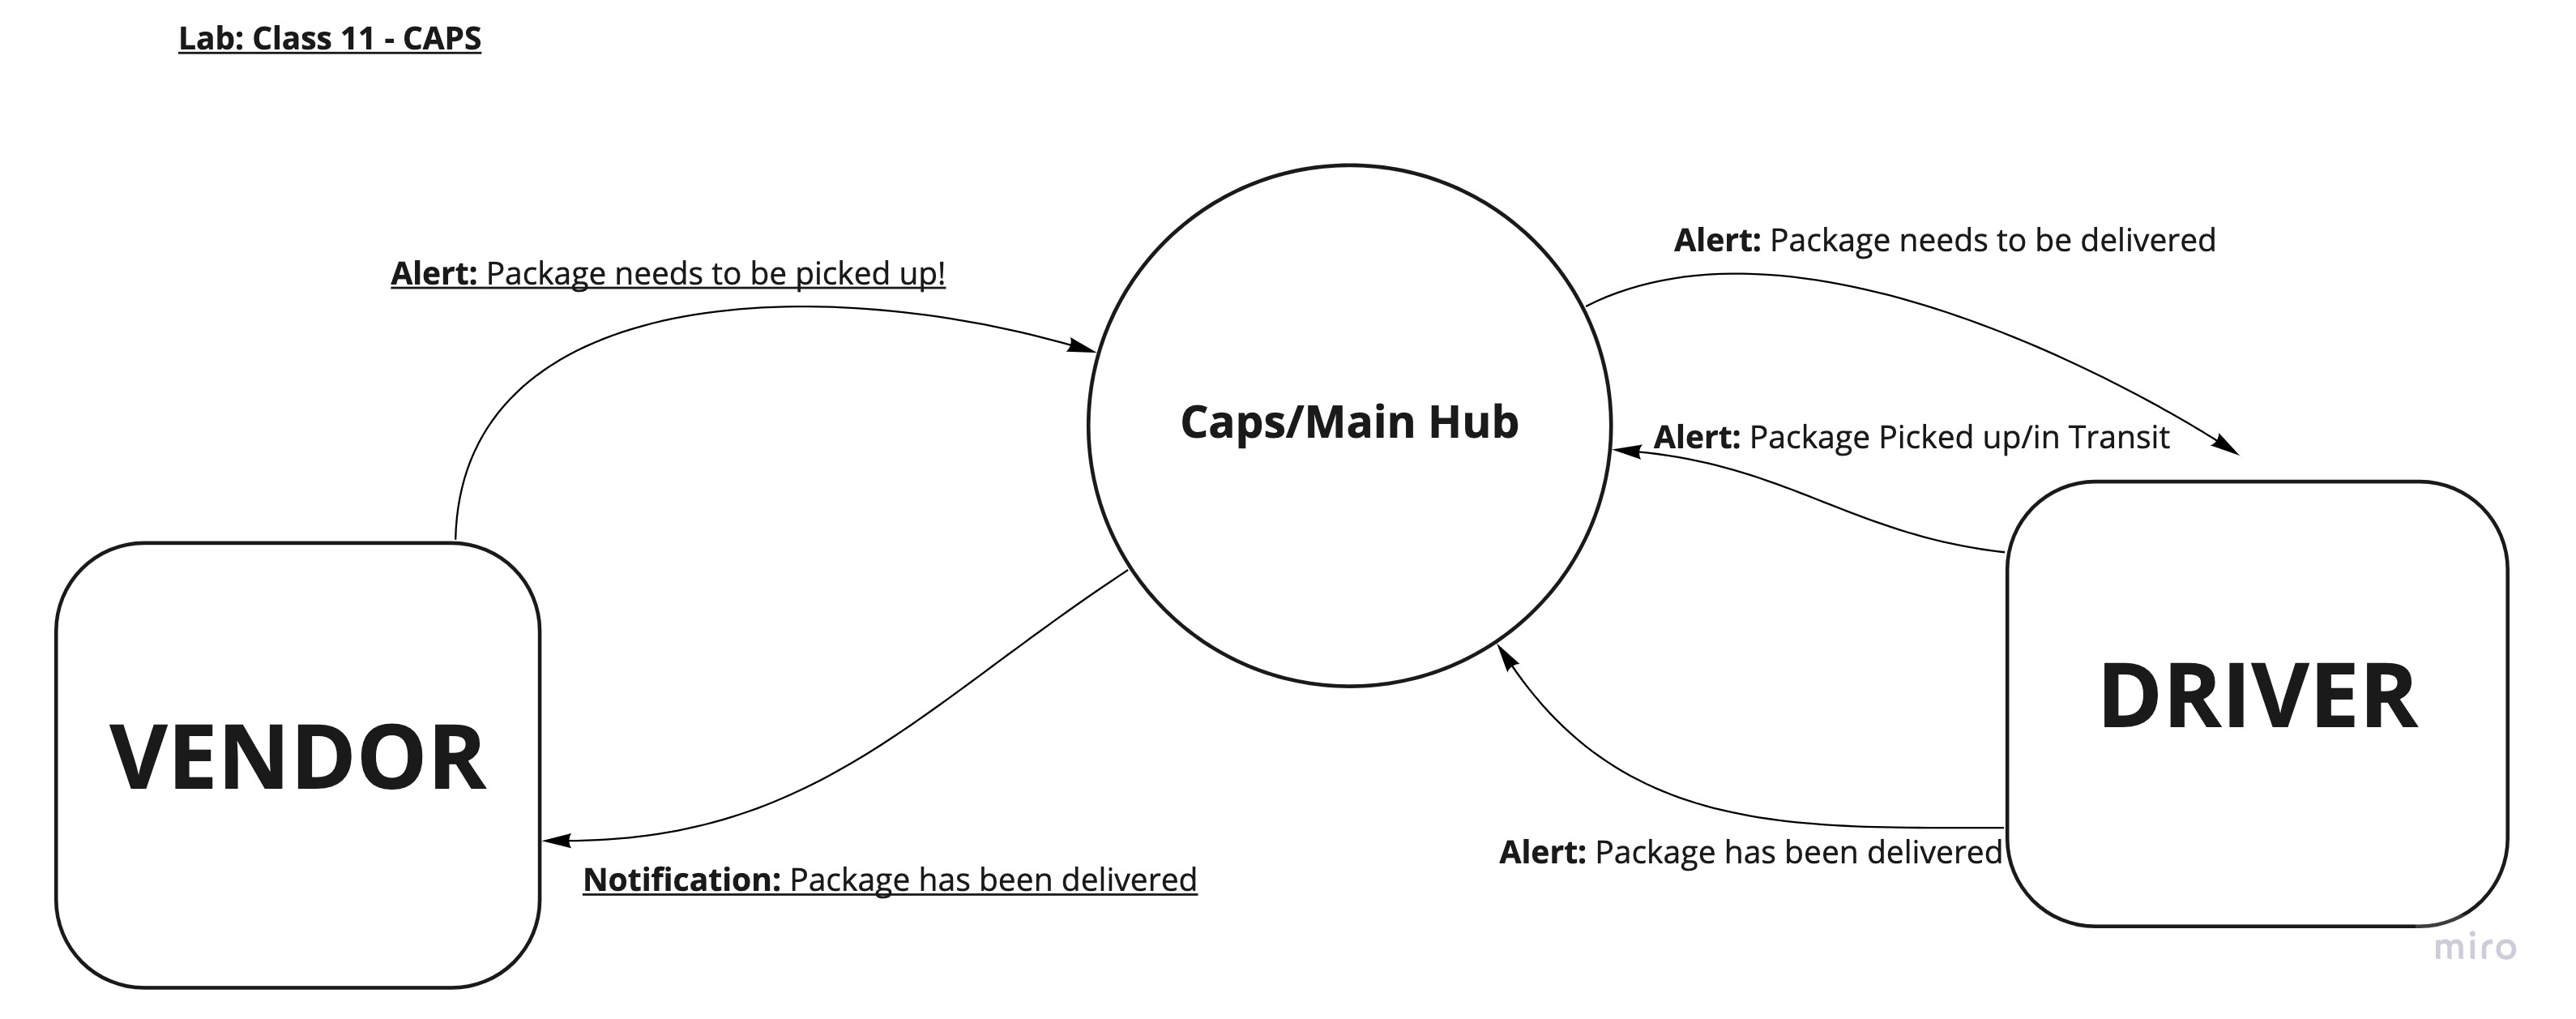 Lab: Class 11 - CAPS
Alert: Package needs to be delivered
Alert: Package needs to be picked up!
Caps/Main Hub
Alert: Package Picked up/in Transit
DRIVER
VENDOR
Alert: Package has been delivered
Notification: Package has been delivered
miro